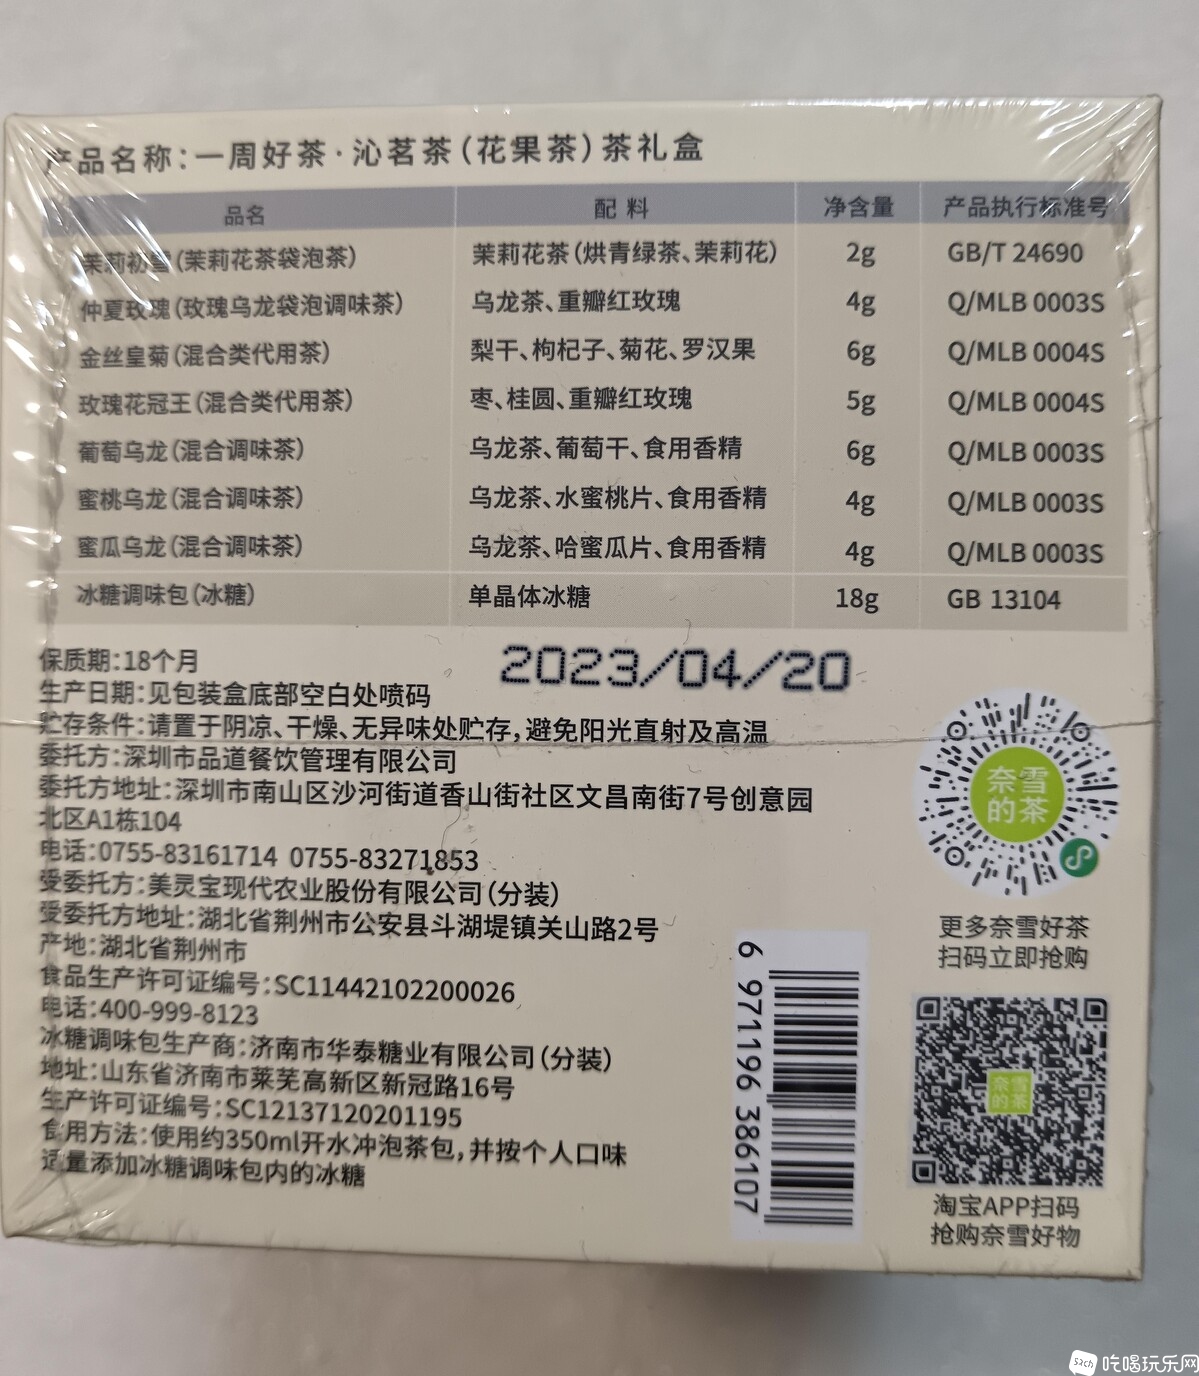 产品名称：一周好茶·沁茗茶（花果茶）茶礼盒
品名 配料 净含量 产品执行标准号
茉莉初雪（茉莉花茶袋泡茶） 茉莉花茶（烘青绿茶、茉莉花） 2g GB/T 24690
仲夏玫瑰（玫瑰乌龙袋泡调味茶） 乌龙茶、重瓣红玫瑰 4g Q/MLB 0003S
金丝皇菊（混合类代用茶） 梨干、枸杞子、菊花、罗汉果 6g Q/MLB 0004S
玫瑰花冠王（混合类代用茶） 枣、桂圆、重瓣红玫瑰 5g Q/MLB 0004S
葡萄乌龙（混合调味茶） 乌龙茶、葡萄干、食用香精 6g Q/MLB 0003S
蜜桃乌龙（混合调味茶） 乌龙茶、水蜜桃片、食用香精 4g Q/MLB 0003S
蜜瓜乌龙（混合调味茶） 乌龙茶、哈蜜瓜片、食用香精 4g Q/MLB 0003S
冰糖调味包（冰糖） 单晶体冰糖 18g GB 13104
保质期：18个月
2023/04/20
生产日期：见包装盒底部空白处喷码
贮存条件：请置于阴凉、干燥、无异味处贮存，避免阳光直射及高温
委托方：深圳市品道餐饮管理有限公司
委托方地址：深圳市南山区沙河街道香山街社区文昌南街7号创意园
北区A1栋104
电话：0755-83161714 0755-83271853
受委托方：美灵宝现代农业股份有限公司（分装）
受委托方地址：湖北省荆州市公安县斗湖堤镇关山路2号
产地：湖北省荆州市
食品生产许可证编号：SC11442102200026
电话：400-999-8123
冰糖调味包生产商：济南市华泰糖业有限公司（分装）
地址：山东省济南市莱芜高新区新冠路16号
生产许可证编号：SC12137120201195
食用方法：使用约350ml开水冲泡茶包，并按个人口味
适量添加冰糖调味包内的冰糖
6 971196 386107
奈雪
的茶
更多奈雪好茶
扫码立即抢购
奈雪
的茶
淘宝APP扫码
抢购奈雪好物
52ch 吃喝玩乐网